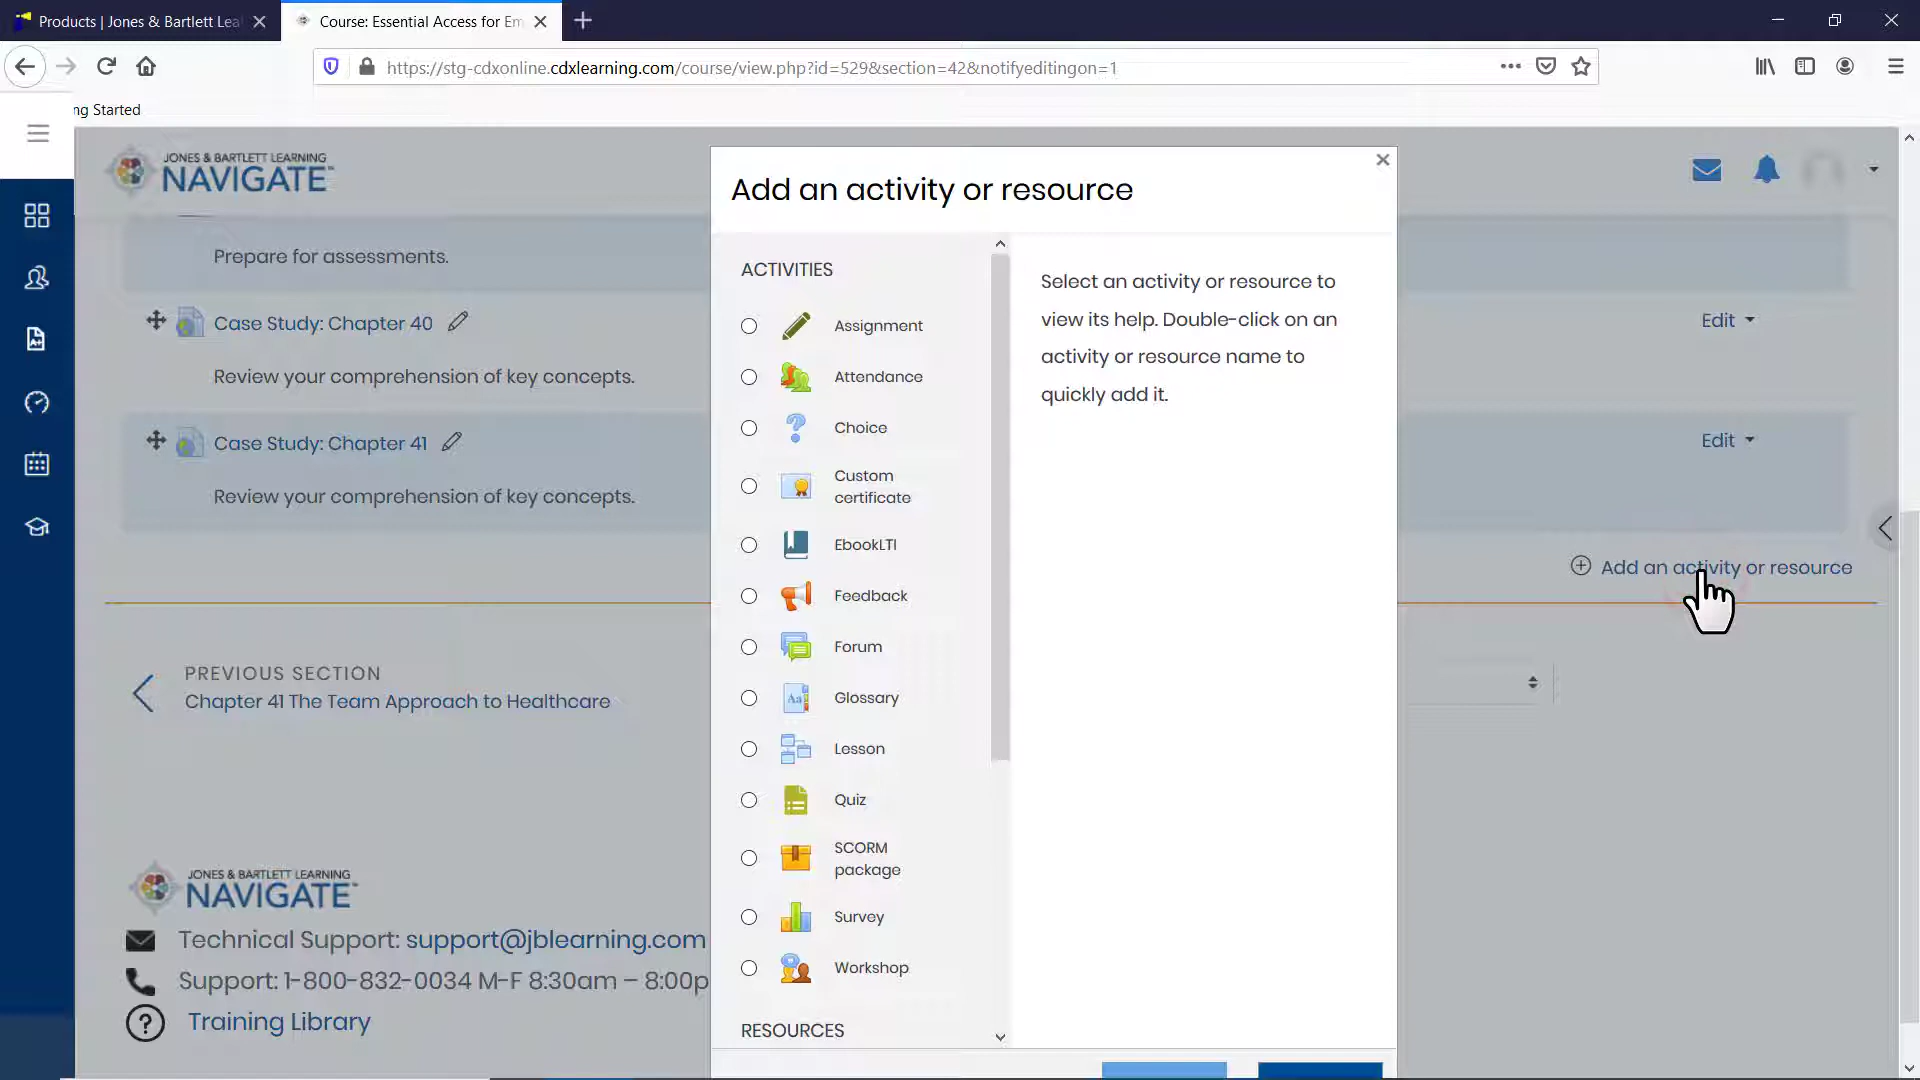 Products | Jones & Bartlett Lea
Course: Essential Access for Em
https://stg-cdxonline.cdxlearning.com/course/view.php?id=529&section=42&notifyeditingon=1
ng Started
JONES & BARTLETT LEARNING
NAVIGATE
Add an activity or resource
Prepare for assessments.
Case Study: Chapter 40
Edit
Review your comprehension of key concepts.
Case Study: Chapter 41
Edit
Review your comprehension of key concepts.
Add an activity or resource
PREVIOUS SECTION
Chapter 41 The Team Approach to Healthcare
ACTIVITIES
Assignment
Attendance
Choice
Custom
certificate
EbookLTI
Feedback
Forum
Glossary
Lesson
Quiz
SCORM
package
Survey
Workshop
RESOURCES
Select an activity or resource to
view its help. Double-click on an
activity or resource name to
quickly add it.
JONES & BARTLETT LEARNING
NAVIGATE
Technical Support: support@jblearning.com
Support: 1-800-832-0034 M-F 8:30am – 8:00p
Training Library